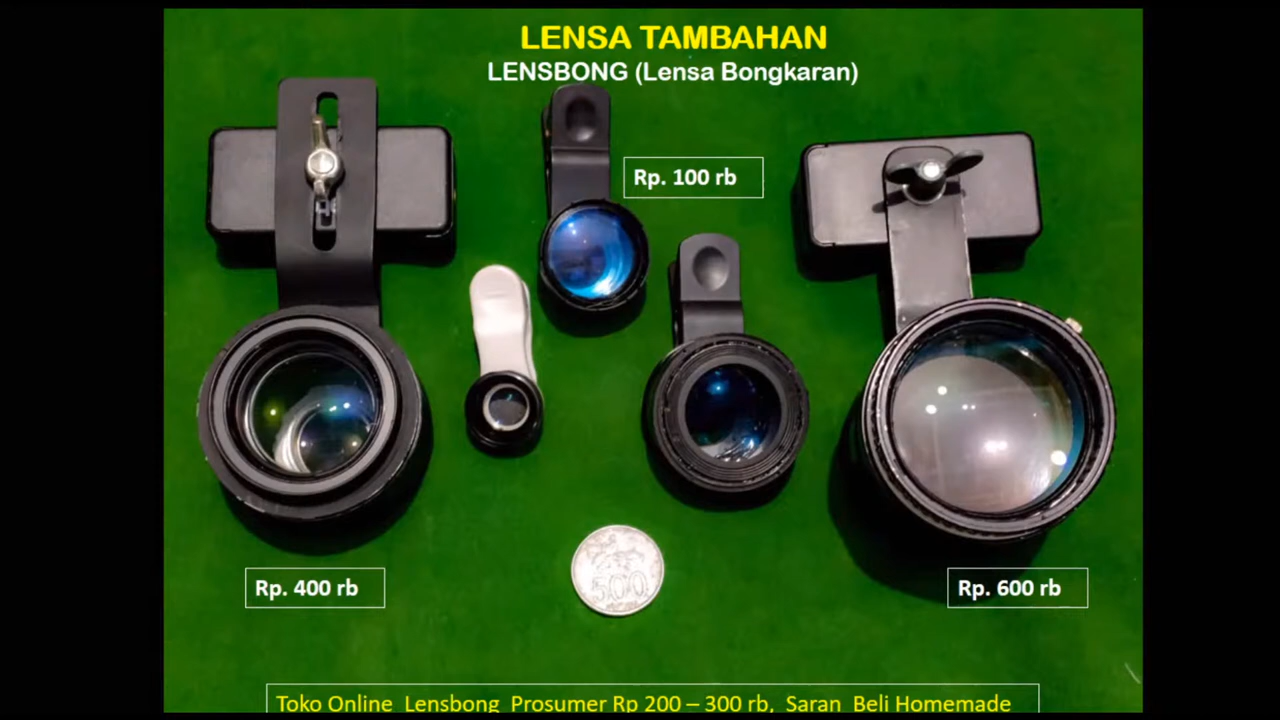 LENSA TAMBAHAN
LENSBONG (Lensa Bongkaran)
Rp. 100 rb
Rp. 400 rb
500
Rp. 600 rb
Toko Online Lensbong Prosumer Rp 200 – 300 rb, Saran Beli Homemade